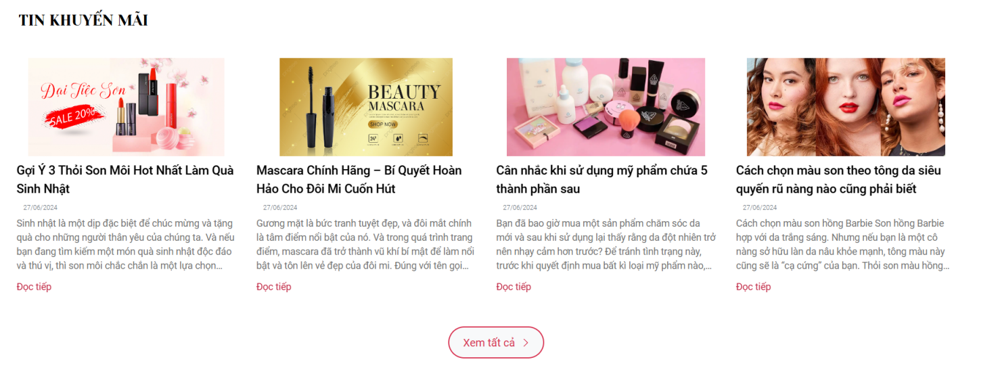 TIN KHUYẾN MÃI
Đại Tiệc Son
SALE 20%
BEAUTY
MASCARA
SHOP NOW
24H
Gợi Ý 3 Thỏi Son Môi Hot Nhất Làm Quà
Sinh Nhật
27/06/2024
Sinh nhật là một dịp đặc biệt để chúc mừng và tặng
quà cho những người thân yêu của chúng ta. Và nếu
bạn đang tìm kiếm một món quà sinh nhật độc đáo
và thú vị, thì son môi chắc chắn là một lựa chọn...
Đọc tiếp
Mascara Chính Hãng – Bí Quyết Hoàn
Hảo Cho Đôi Mi Cuốn Hút
27/06/2024
Gương mặt là bức tranh tuyệt đẹp, và đôi mắt chính
là tâm điểm nổi bật của nó. Và trong quá trình trang
điểm, mascara đã trở thành vũ khí bí mật để làm nổi
bật và tôn lên vẻ đẹp của đôi mi. Đúng với tên gọi...
Đọc tiếp
Cân nhắc khi sử dụng mỹ phẩm chứa 5
thành phần sau
27/06/2024
Bạn đã bao giờ mua một sản phẩm chăm sóc da
mới và sau khi sử dụng lại thấy rằng da đột nhiên trở
nên nhạy cảm hơn trước? Để tránh tình trạng này,
trước khi quyết định mua bất kì loại mỹ phẩm nào,...
Đọc tiếp
Cách chọn màu son theo tông da siêu
quyến rũ nàng nào cũng phải biết
27/06/2024
Cách chọn màu son hồng Barbie Son hồng Barbie
hợp với da trắng sáng. Nhưng nếu bạn là một cô
nàng sở hữu làn da nâu khỏe mạnh, tông màu này
cũng sẽ là “cạ cứng” của bạn. Thỏi son màu hồng...
Đọc tiếp
Xem tất cả